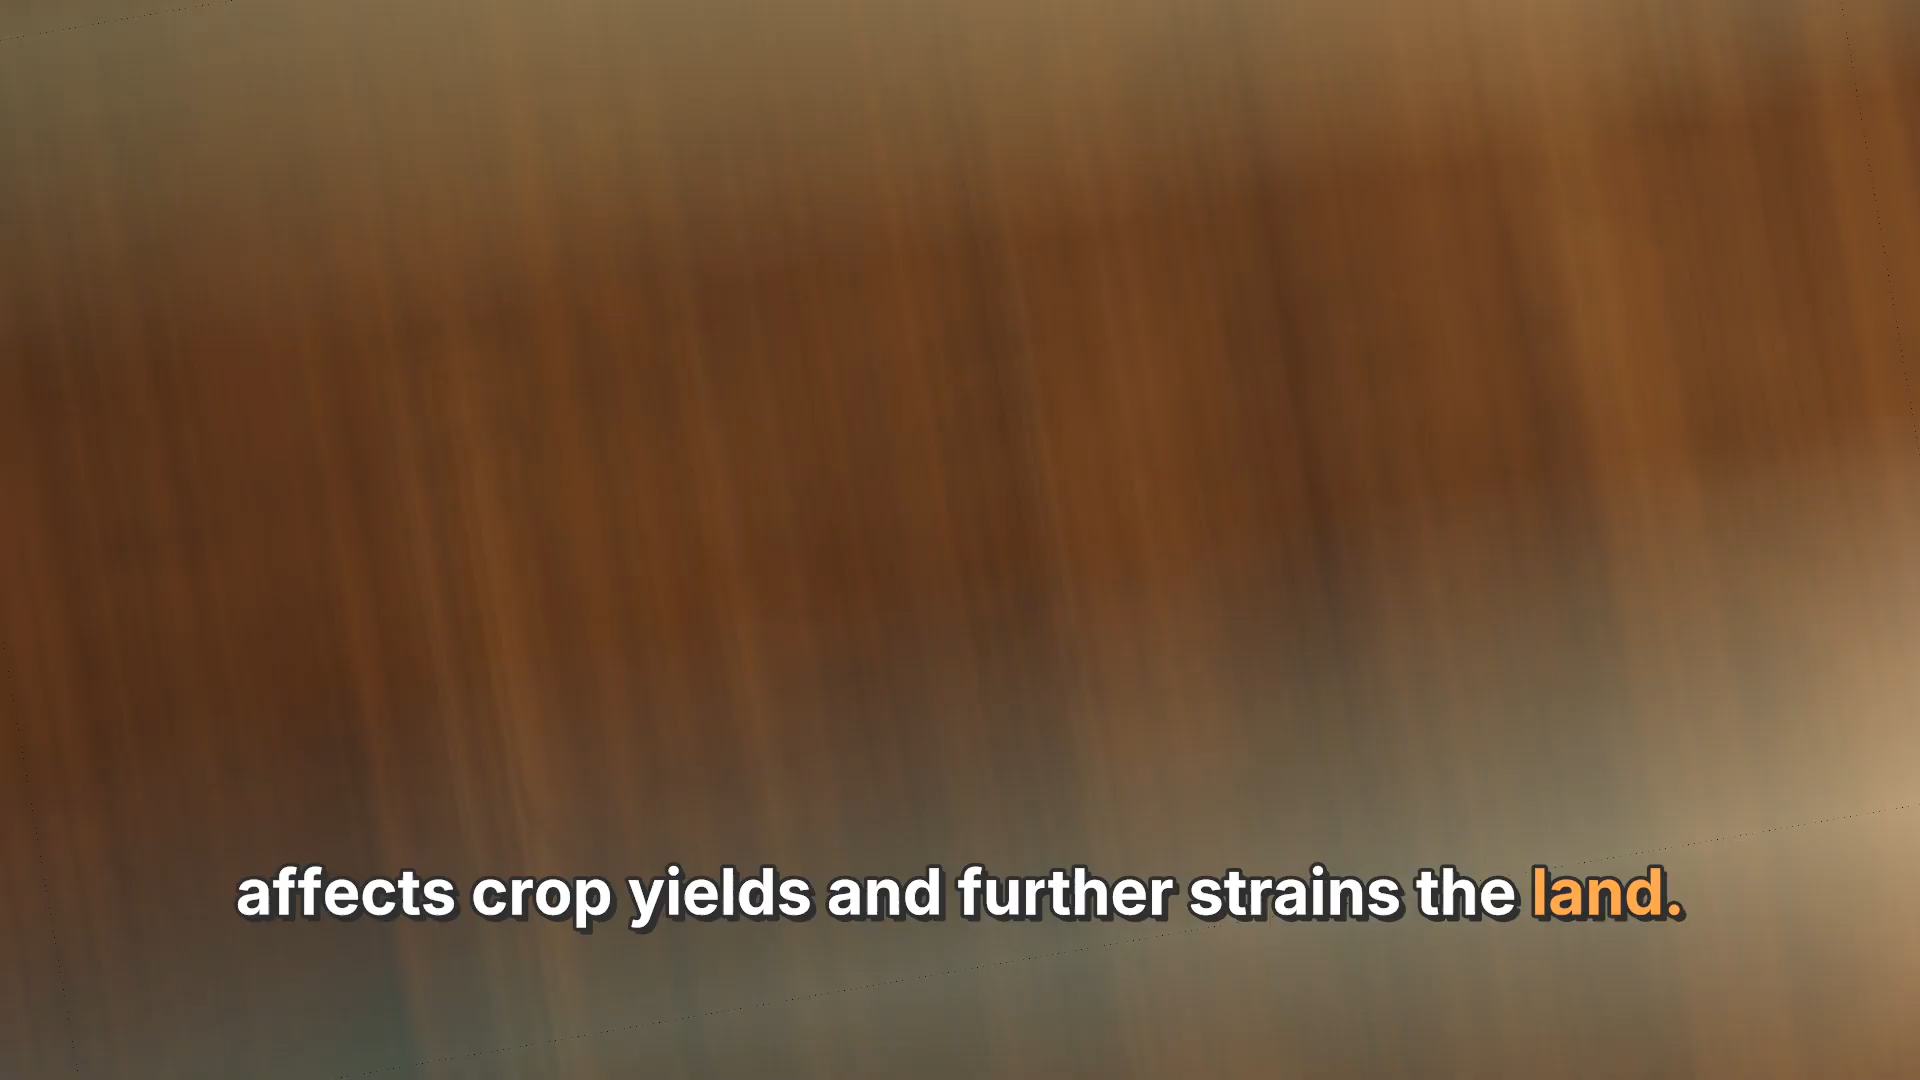 affects crop yields and further strains the land.